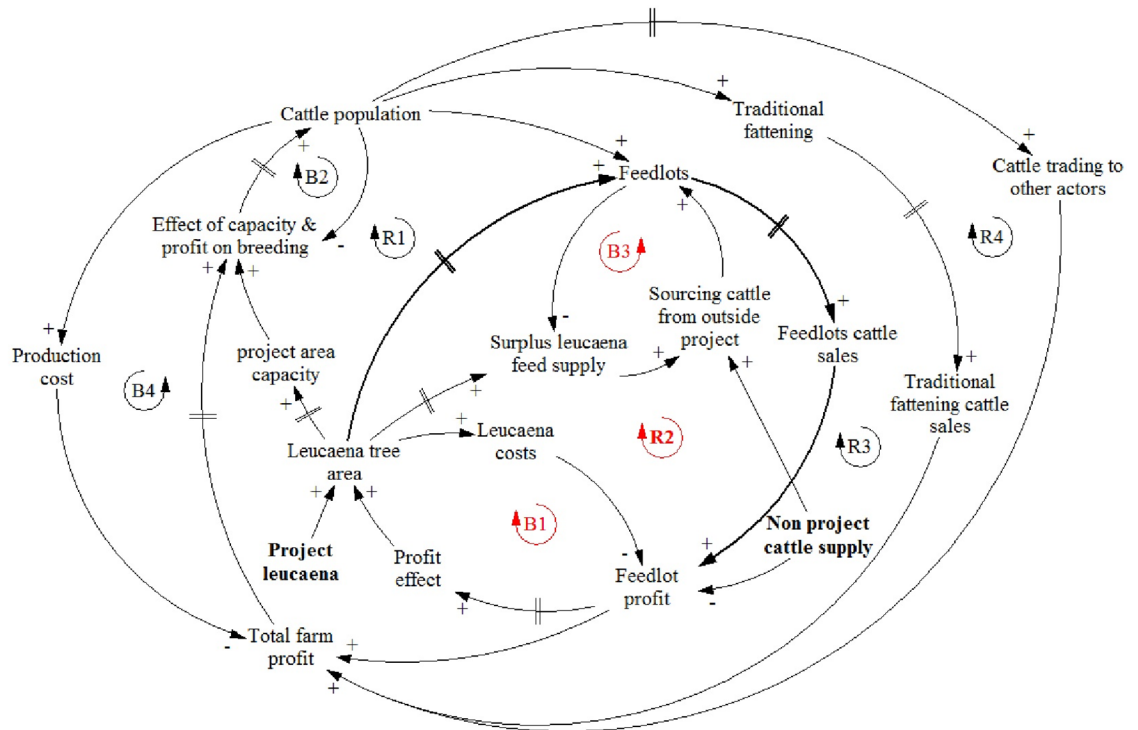 +
Cattle population
Traditional
fattening
+
+
+
B2
+
Feedlots
Cattle trading to
other actors
Effect of capacity &
profit on breeding
-
R1
+
B3
R4
+
+
Sourcing cattle
from outside
project
+
Feedlots cattle
sales
+
Production
cost
project area
capacity
-
Surplus leucaena
feed supply
+
+
+
B4
+
+
Traditional
fattening cattle
sales
+
Leucaena
costs
R2
R3
Leucaena tree
area
+
+
B1
Project
leucaena
Non project
cattle supply
Profit
effect
-
+
Feedlot
profit
+
-
-
Total farm
profit
+
+